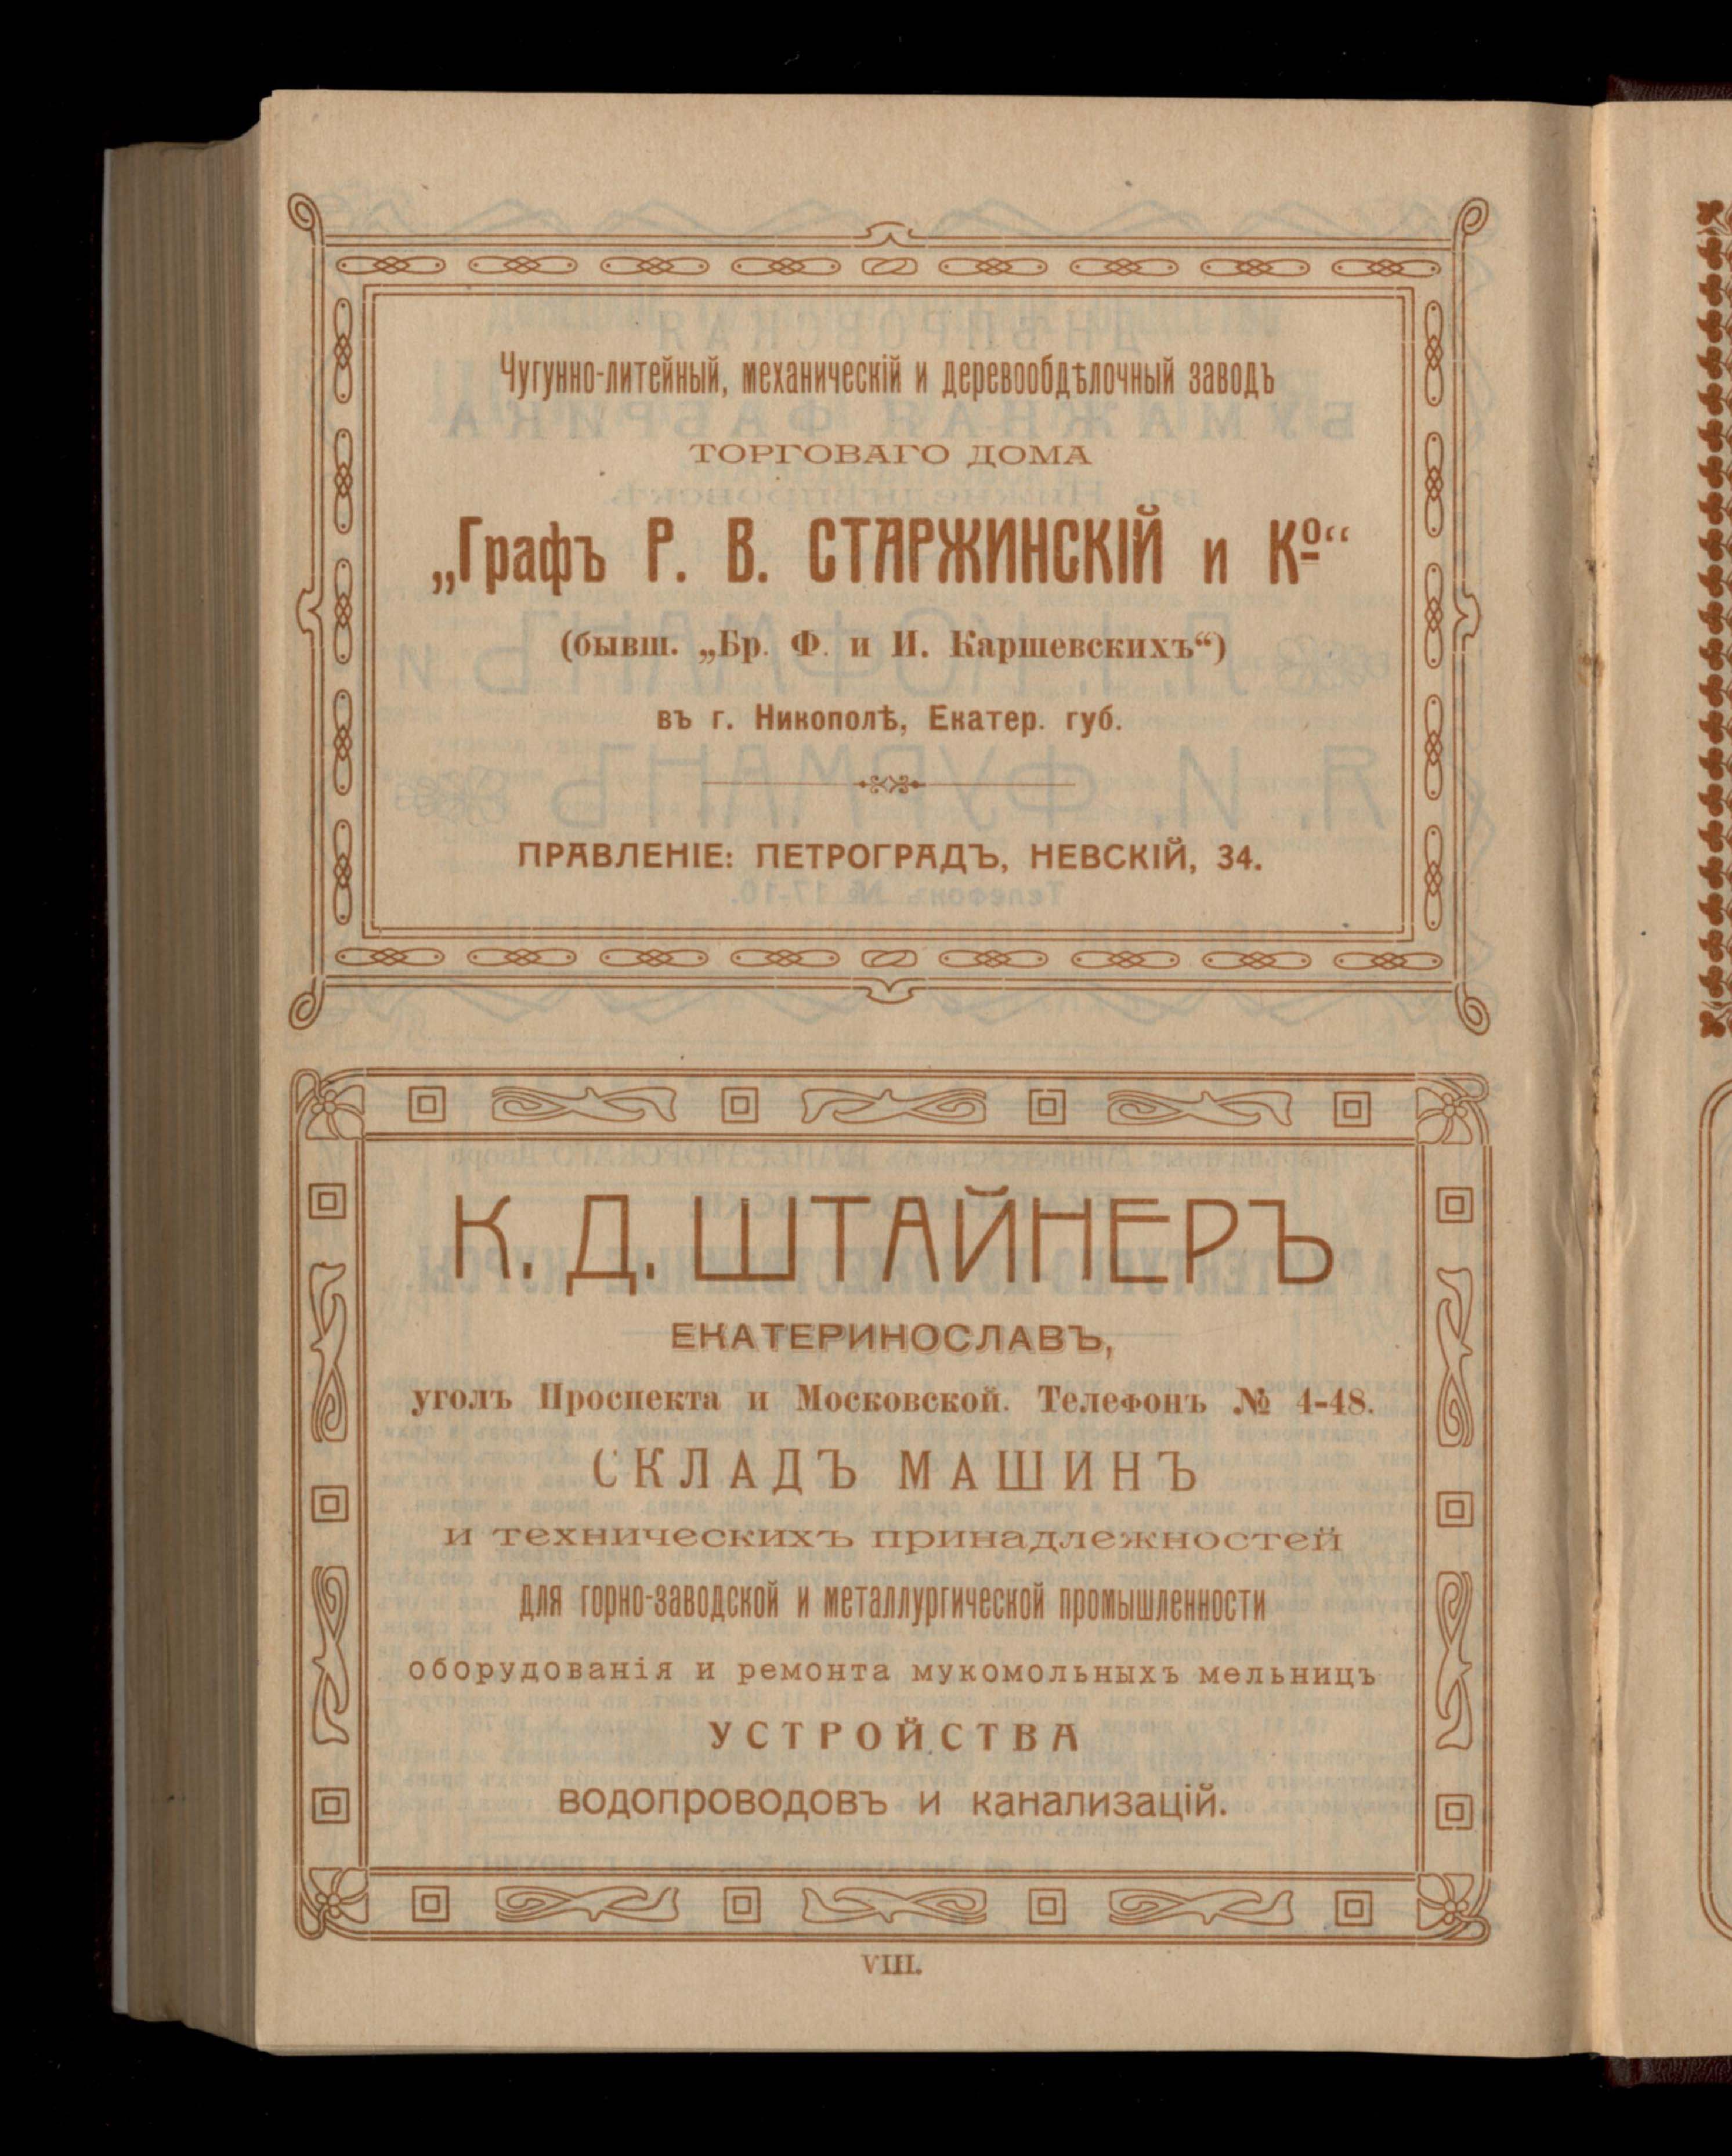 Чугунно-литейный, механическій и деревообдѣлочный заводъ
ТОРГОВАГО ДОМА
„Графъ Р. В. СТАРЖИНСКІЙ и Кº“
(бывш. „Бр. Ф. и И. Каршевскихъ“)
въ г. Никополѣ, Екатер. губ.
ПРАВЛЕНІЕ: ПЕТРОГРАДЪ, НЕВСКІЙ, 34.
К. Д. ШТАЙНЕРЪ
ЕКАТЕРИНОСЛАВЪ,
уголъ Проспекта и Московской. Телефонъ № 4-48.
СКЛАДЪ МАШИНЪ
и техническихъ принадлежностей
для горно-заводской и металлургической промышленности
оборудованія и ремонта мукомольныхъ мельницъ
УСТРОЙСТВА
водопроводовъ и канализацій.
VIII.